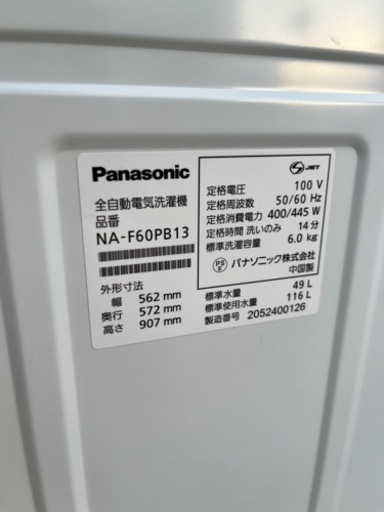 Panasonic
全自動電気洗濯機
品番
NA-F60PB13
外形寸法
幅 562 mm
奥行 572 mm
高さ 907 mm
S JET
定格電圧 100 V
定格周波数 50/60 Hz
定格消費電力 400/445 W
定格時間 洗いのみ 14分
標準洗濯容量 6.0 kg
PS E パナソニック株式会社
中国製
標準水量 49 L
標準使用水量 116 L
製造番号 2052400126